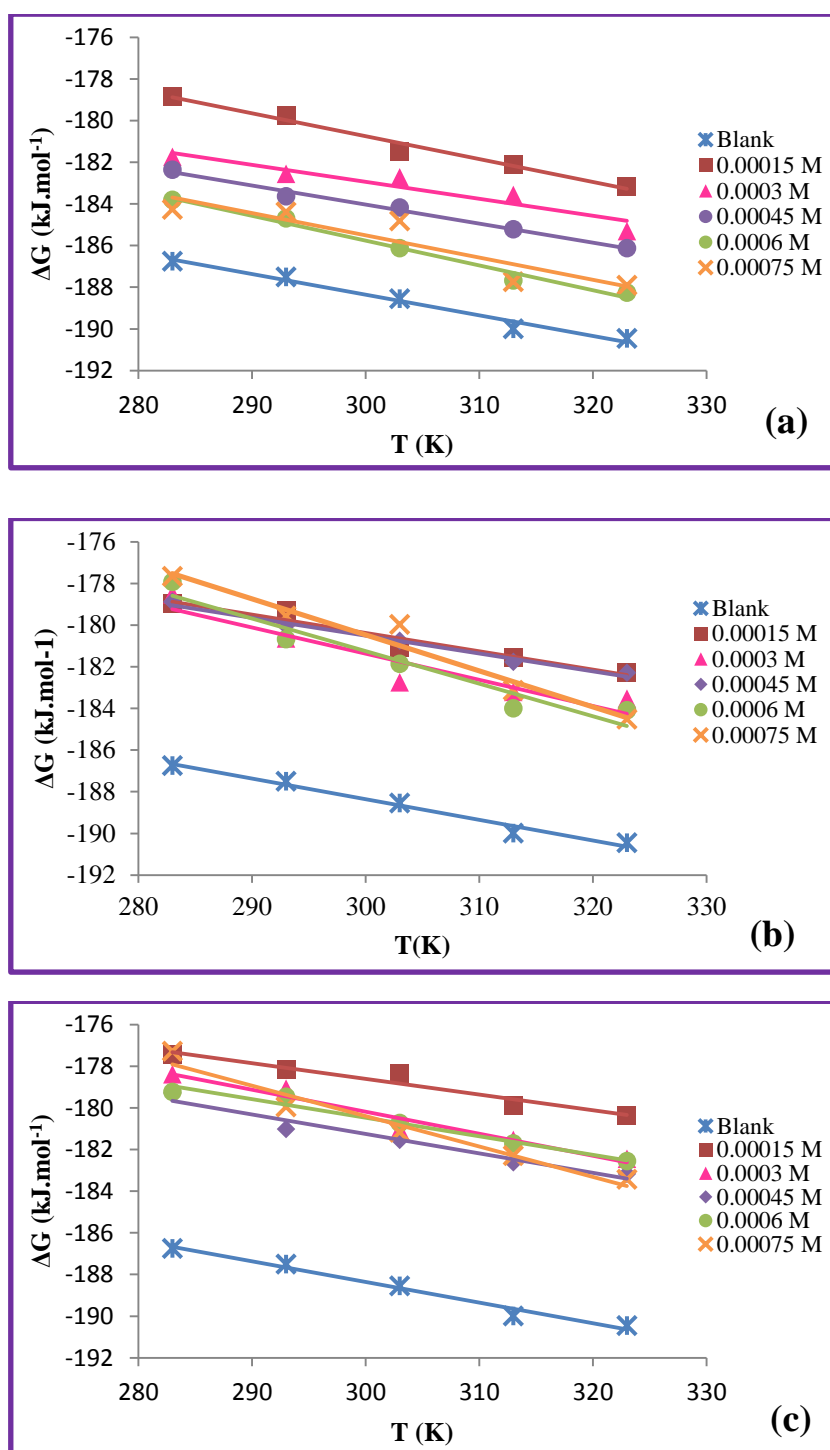 -176
-178
-180
-182
-184
-186
-188
-190
-192
280 290 300 310 320 330
ΔG (kJ.mol⁻¹)
T (K)
Blank
0.00015 M
0.0003 M
0.00045 M
0.0006 M
0.00075 M
(a)
-176
-178
-180
-182
-184
-186
-188
-190
-192
280 290 300 310 320 330
ΔG (kJ.mol-1)
T(K)
Blank
0.00015 M
0.0003 M
0.00045 M
0.0006 M
0.00075 M
(b)
-176
-178
-180
-182
-184
-186
-188
-190
-192
280 290 300 310 320 330
ΔG (kJ.mol⁻¹)
T (K)
Blank
0.00015 M
0.0003 M
0.00045 M
0.0006 M
0.00075 M
(c)